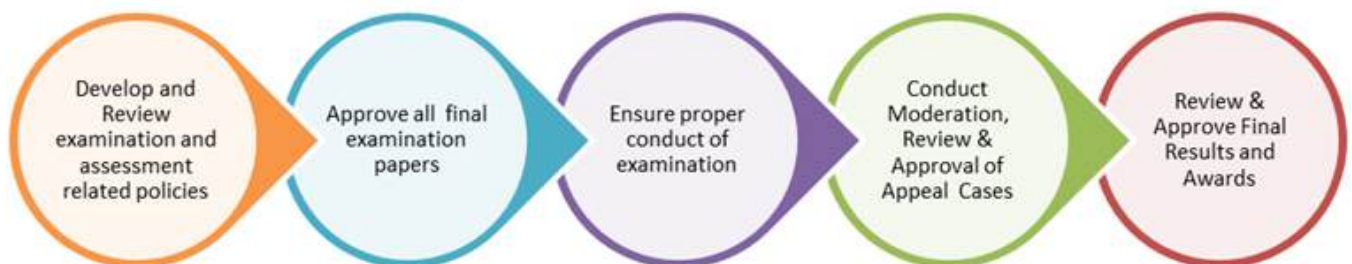 Develop and
Review
examination and
assessment
related policies
Approve all final
examination
papers
Ensure proper
conduct of
examination
Conduct
Moderation,
Review &
Approval of
Appeal Cases
Review &
Approve Final
Results and
Awards